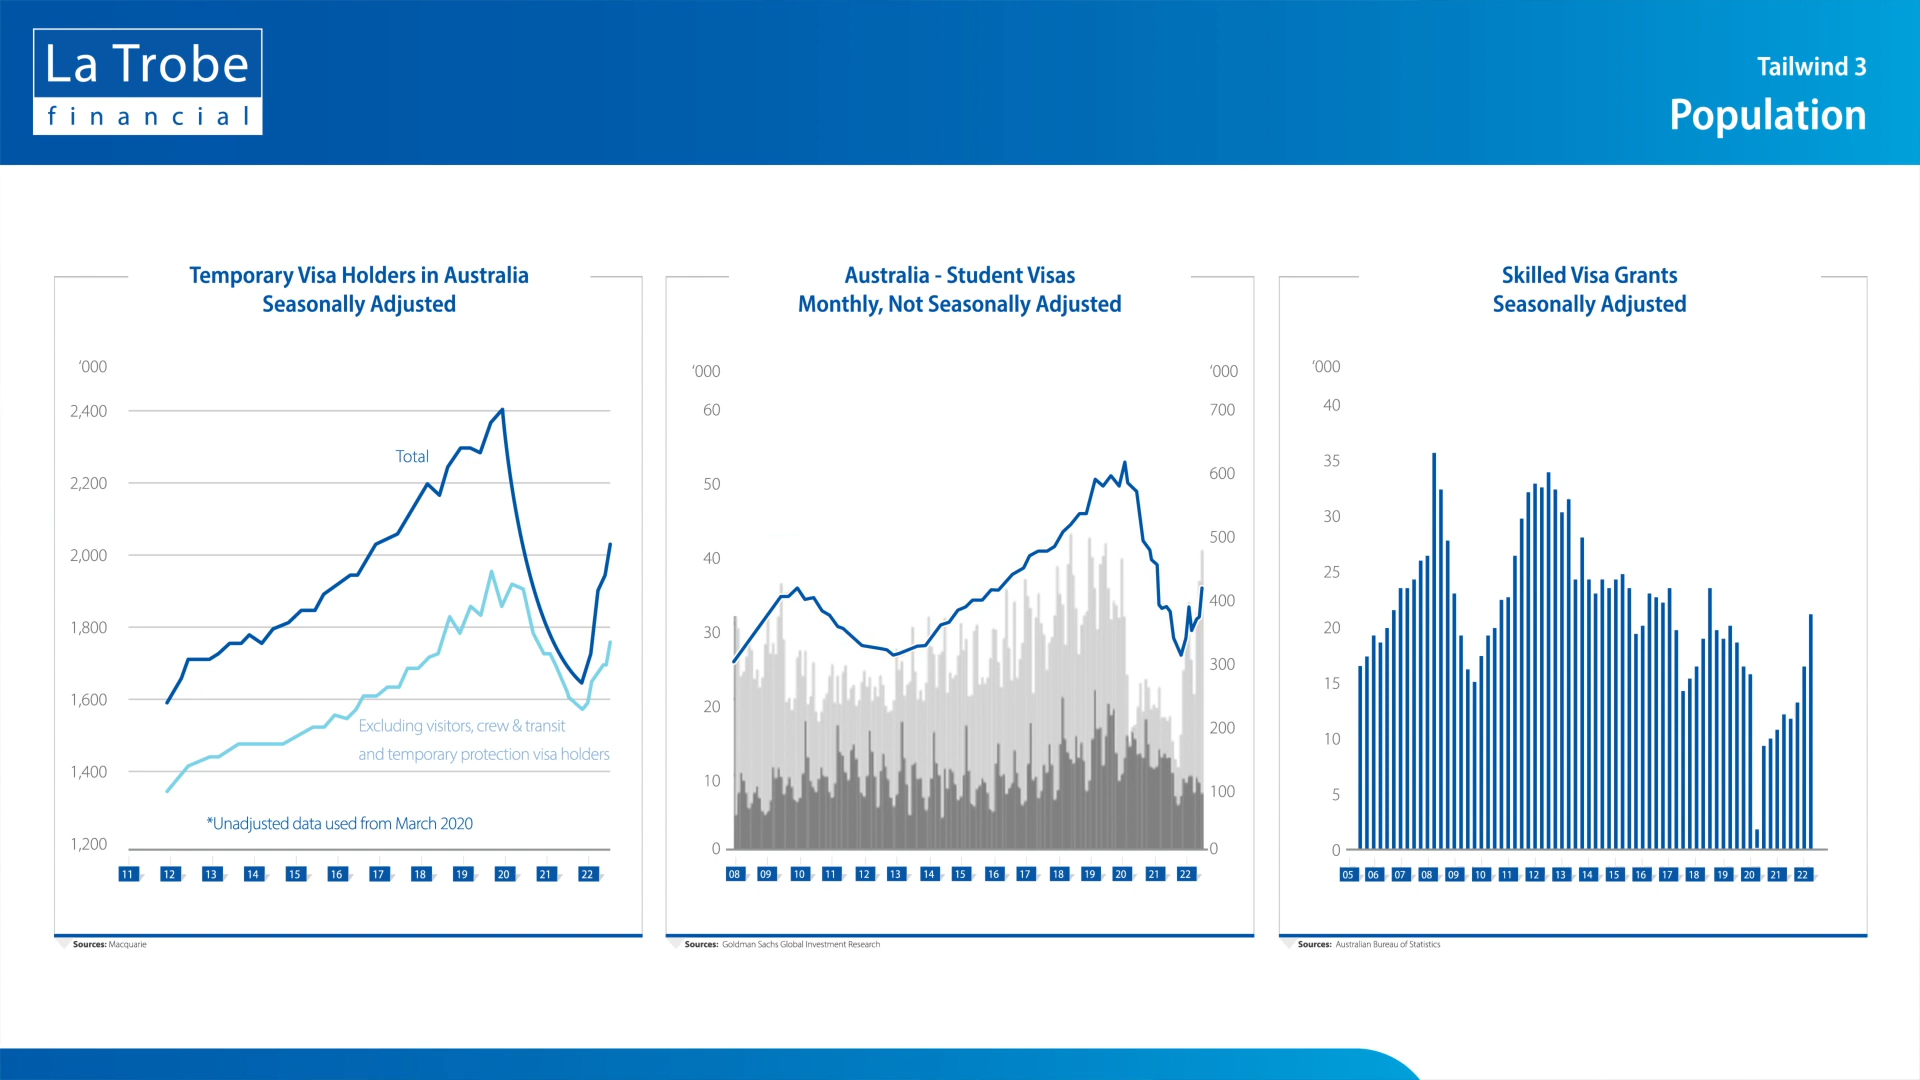 La Trobe
financial
Tailwind 3
Population
Temporary Visa Holders in Australia
Seasonally Adjusted
‘000
2,400
2,200
2,000
1,800
1,600
1,400
1,200
Total
Excluding visitors, crew & transit
and temporary protection visa holders
*Unadjusted data used from March 2020
11 12 13 14 15 16 17 18 19 20 21 22
Sources: Macquarie
Australia - Student Visas
Monthly, Not Seasonally Adjusted
‘000
60
50
40
30
20
10
0
‘000
700
600
500
400
300
200
100
0
08 09 10 11 12 13 14 15 16 17 18 19 20 21 22
Sources: Goldman Sachs Global Investment Research
Skilled Visa Grants
Seasonally Adjusted
‘000
40
35
30
25
20
15
10
5
0
05 06 07 08 09 10 11 12 13 14 15 16 17 18 19 20 21 22
Sources: Australian Bureau of Statistics